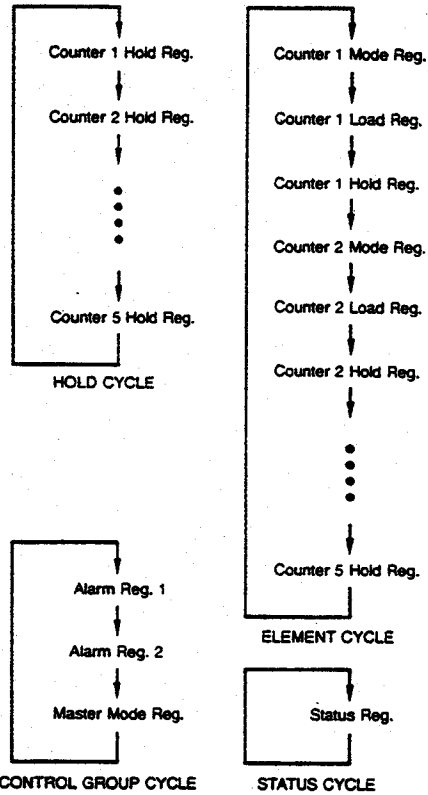 Counter 1 Hold Reg.
Counter 2 Hold Reg.
Counter 5 Hold Reg.
HOLD CYCLE
Counter 1 Mode Reg.
Counter 1 Load Reg.
Counter 1 Hold Reg.
Counter 2 Mode Reg.
Counter 2 Load Reg.
Counter 2 Hold Reg.
Counter 5 Hold Reg.
ELEMENT CYCLE
Alarm Reg. 1
Alarm Reg. 2
Master Mode Reg.
CONTROL GROUP CYCLE
Status Reg.
STATUS CYCLE